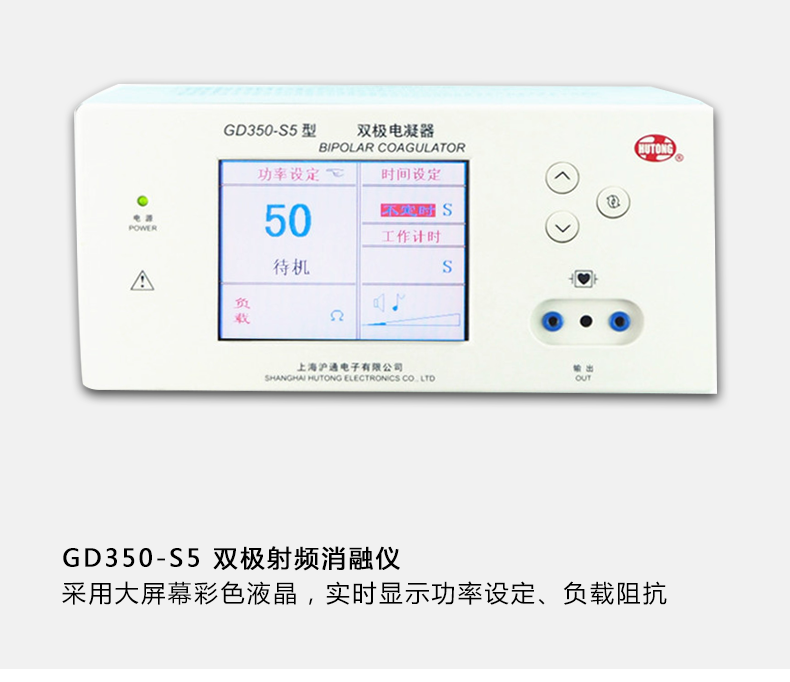 GD350-S5 型 双极电凝器
BIPOLAR COAGULATOR
HUTONG ®
电 源
POWER
功率设定
时间设定
50
不定时 S
工作计时
待机
S
负
载
Ω
上海沪通电子有限公司
SHANGHAI HUTONG ELECTRONICS CO., LTD
输 出
OUT
GD350-S5 双极射频消融仪
采用大屏幕彩色液晶，实时显示功率设定、负载阻抗